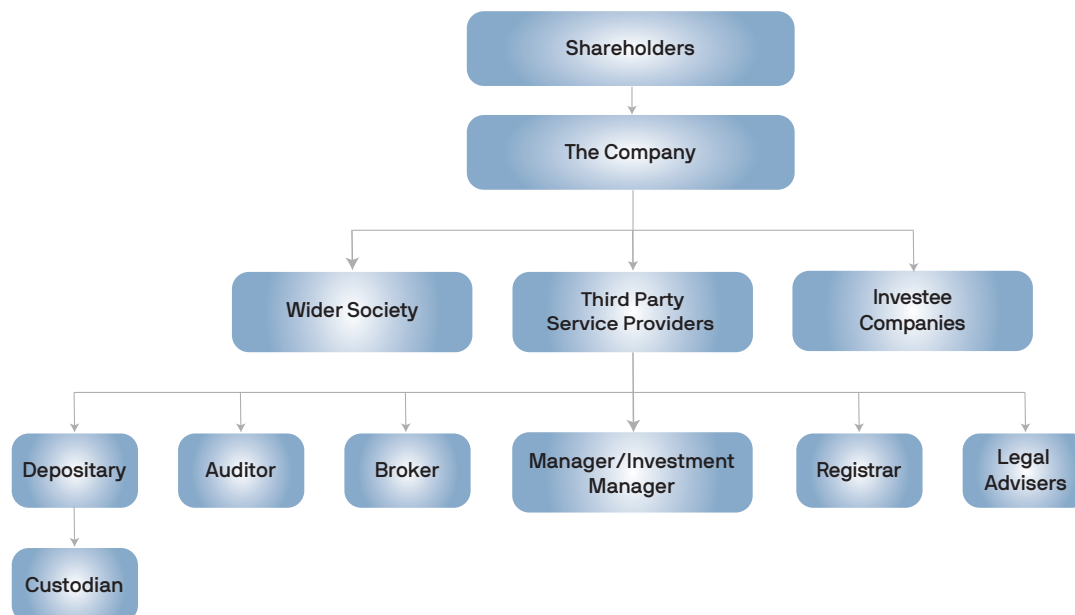 Shareholders
The Company
Wider Society
Third Party
Service Providers
Investee
Companies
Depositary
Auditor
Broker
Manager/Investment
Manager
Registrar
Legal
Advisers
Custodian